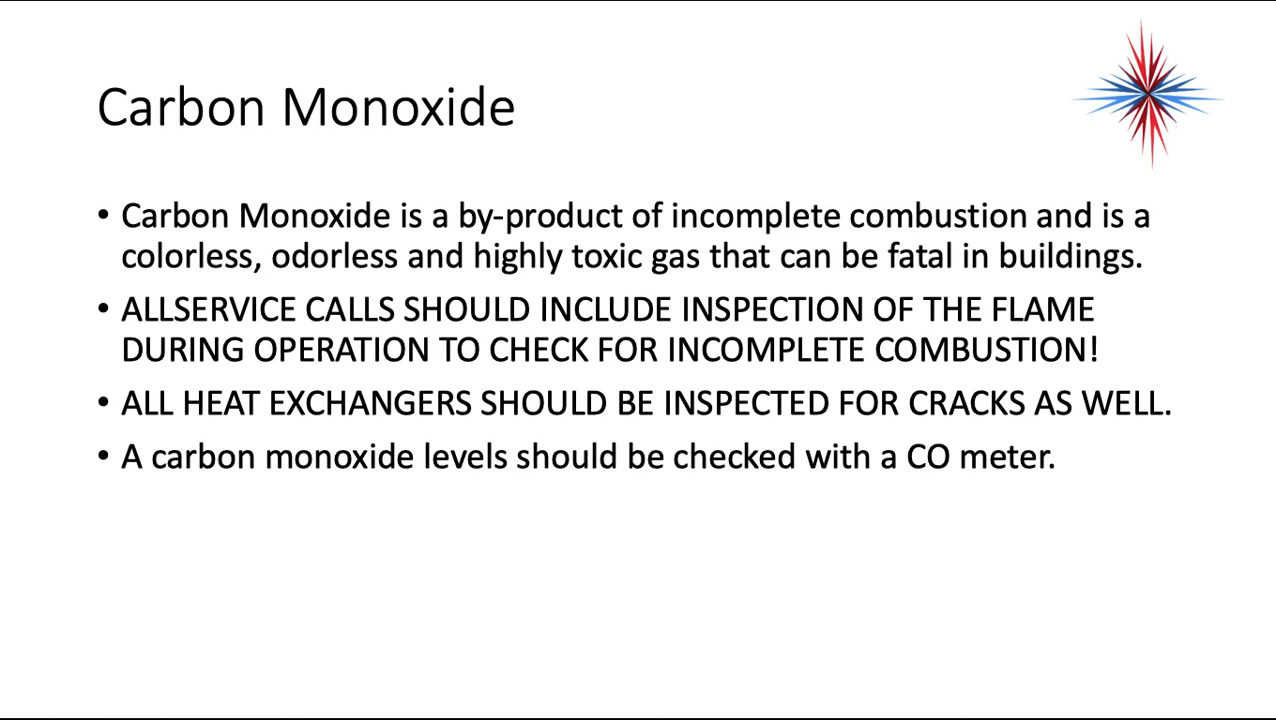 Carbon Monoxide
• Carbon Monoxide is a by-product of incomplete combustion and is a
colorless, odorless and highly toxic gas that can be fatal in buildings.
• ALLSERVICE CALLS SHOULD INCLUDE INSPECTION OF THE FLAME
DURING OPERATION TO CHECK FOR INCOMPLETE COMBUSTION!
• ALL HEAT EXCHANGERS SHOULD BE INSPECTED FOR CRACKS AS WELL.
• A carbon monoxide levels should be checked with a CO meter.